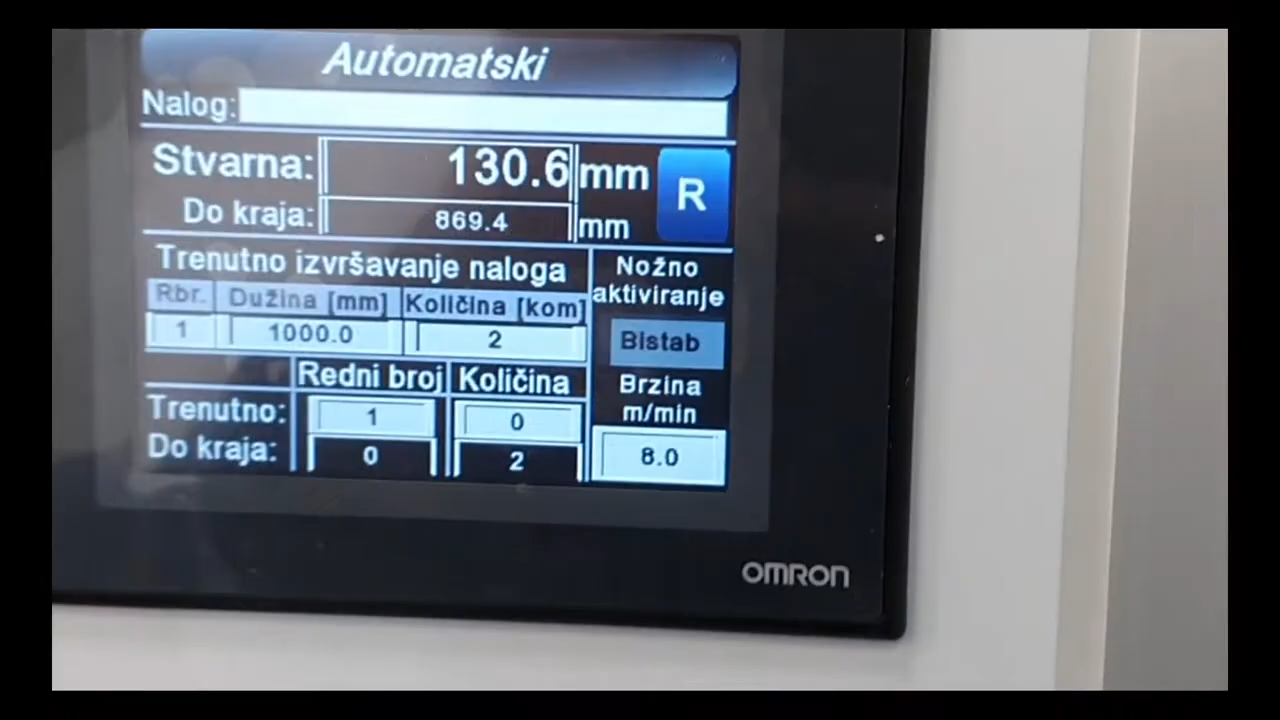 Automatski
Nalog:
Stvarna: 130.6 mm R
Do kraja: 869.4 mm
Trenutno izvršavanje naloga
Rbr. Dužina [mm] Količina [kom]
1 1000.0 2
Redni broj Količina
Trenutno: 1 0
Do kraja: 0 2
Nožno
aktiviranje
Bistab
Brzina
m/min
8.0
OMRON